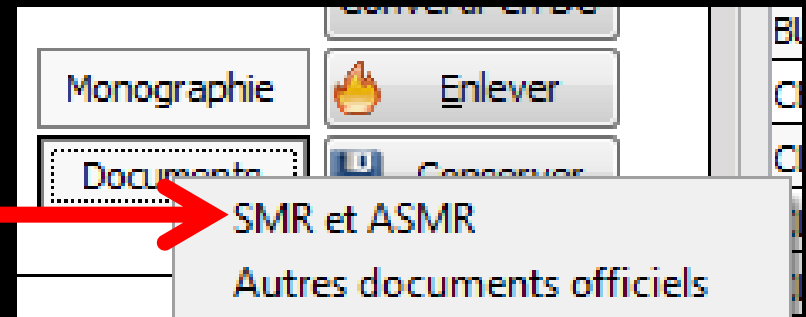 Monographie
Enlever
Documents
Conserver
SMR et ASMR
Autres documents officiels